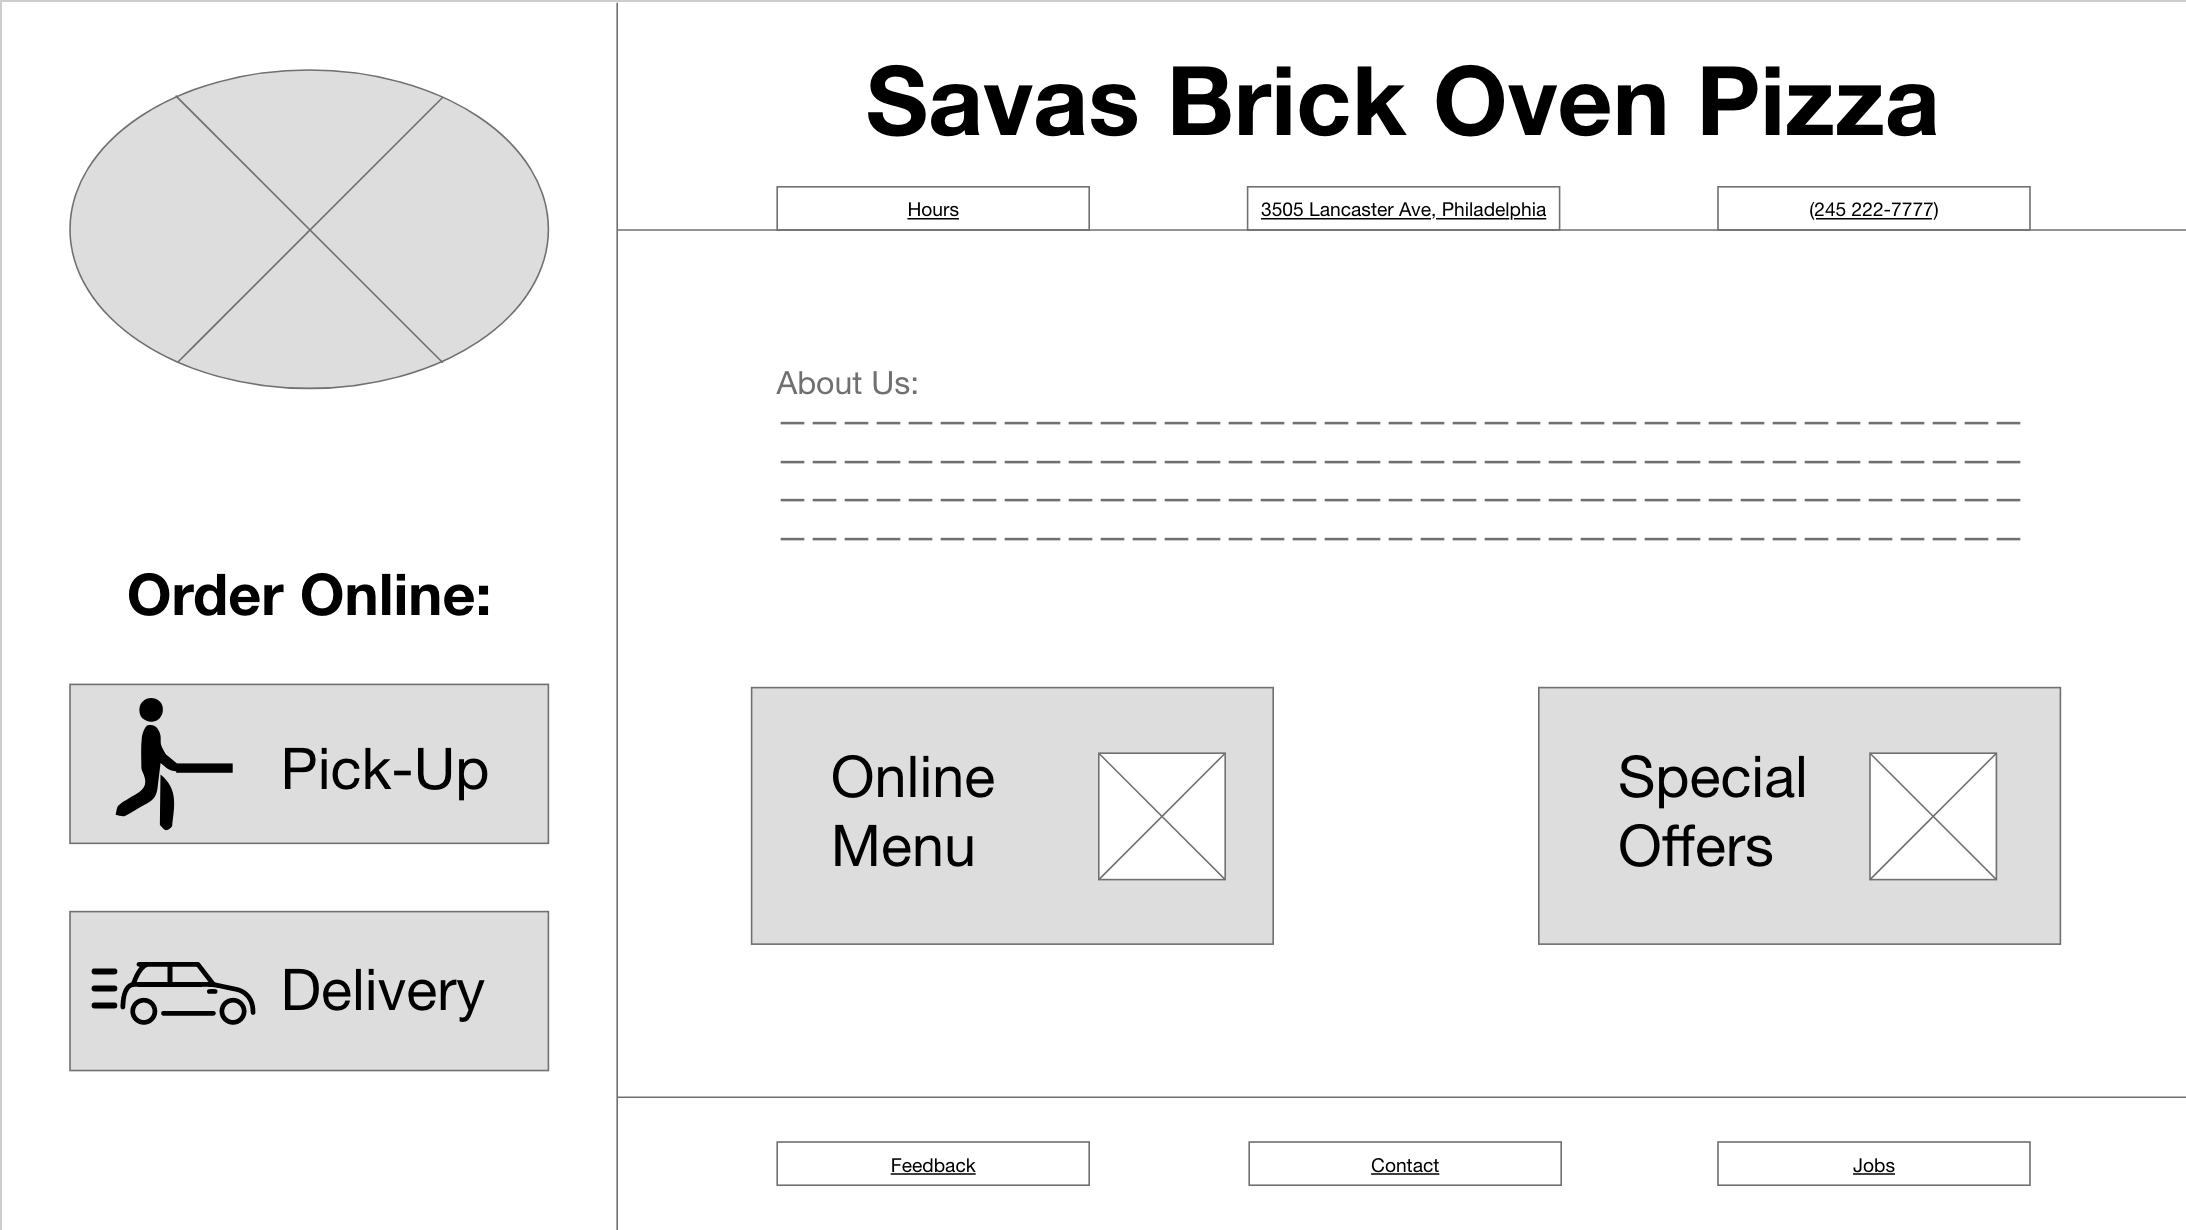 Savas Brick Oven Pizza
Hours
3505 Lancaster Ave, Philadelphia
(245 222-7777)
About Us:
Order Online:
Pick-Up
Delivery
Online
Menu
Special
Offers
Feedback
Contact
Jobs